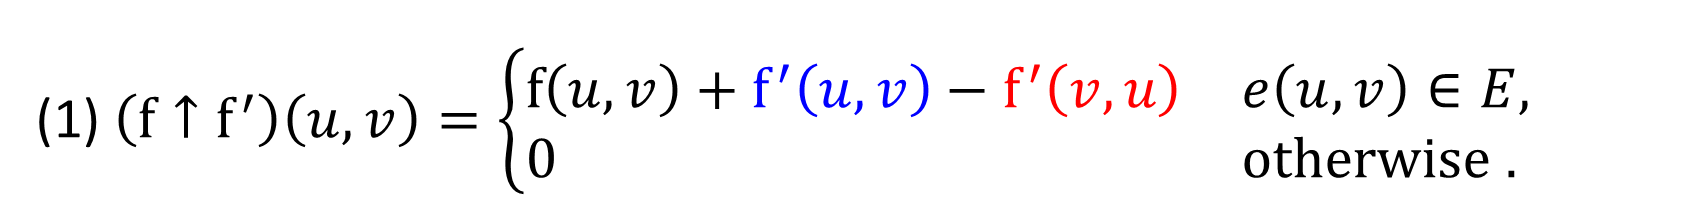 (1) (f ↑ f′)(u, v) = { f(u, v) + f′(u, v) − f′(v, u) e(u, v) ∈ E,
0 otherwise .